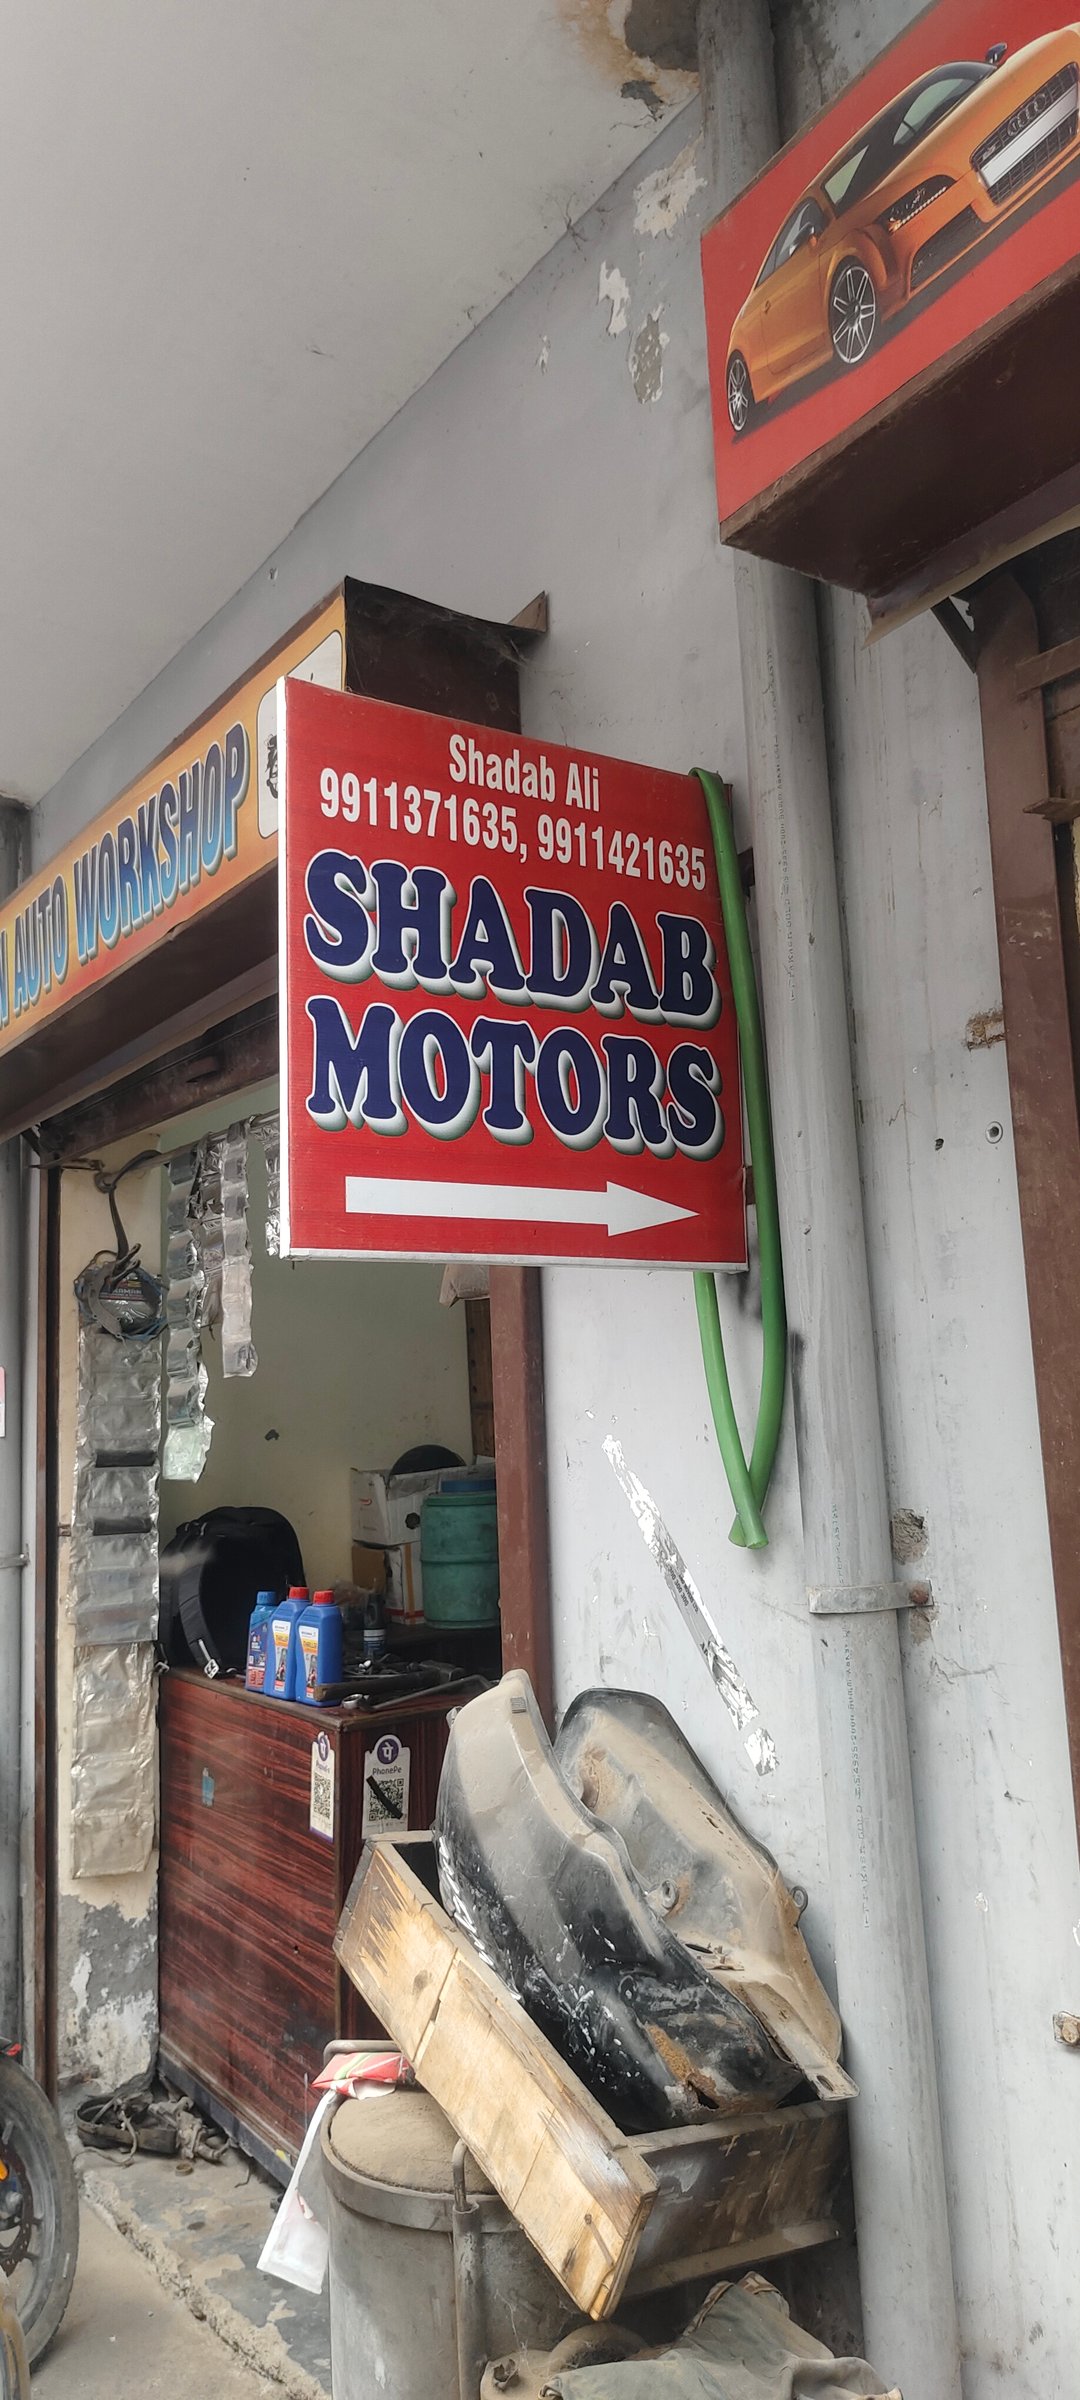 Shadab Ali
9911371635, 9911421635
SHADAB
MOTORS
AUTO WORKSHOP
PhonePe